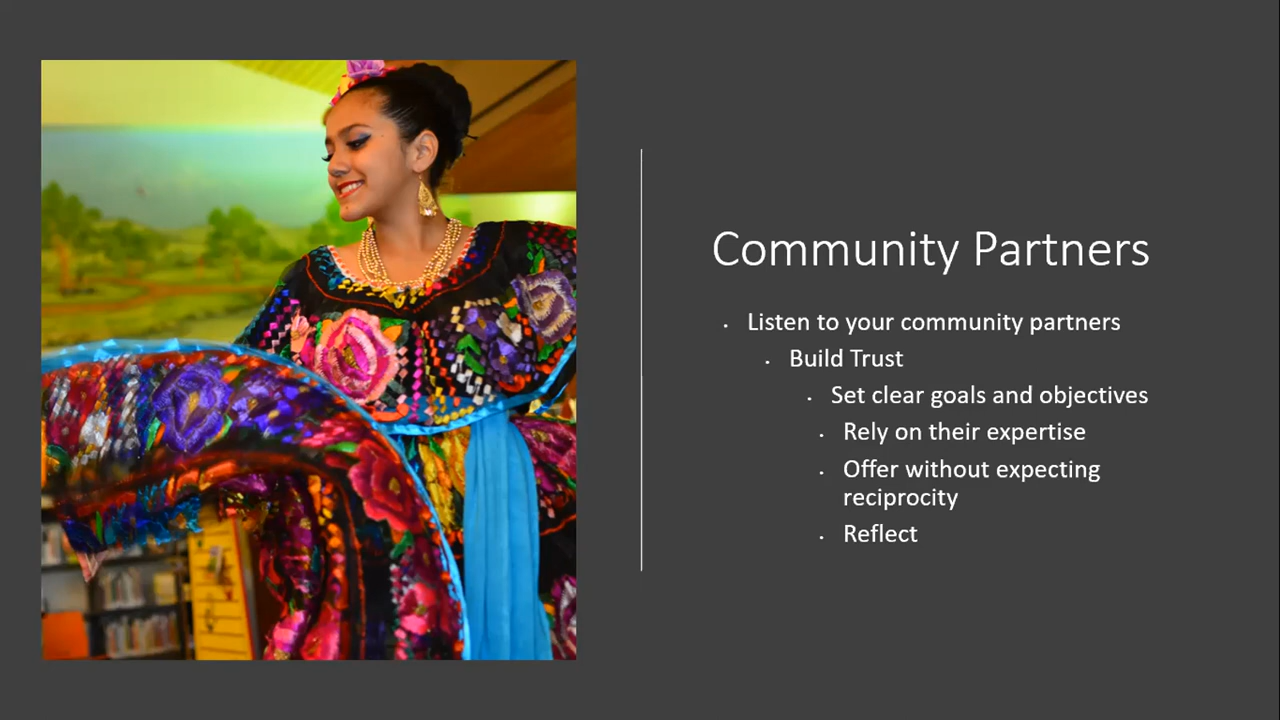 Community Partners
Listen to your community partners
Build Trust
Set clear goals and objectives
Rely on their expertise
Offer without expecting
reciprocity
Reflect